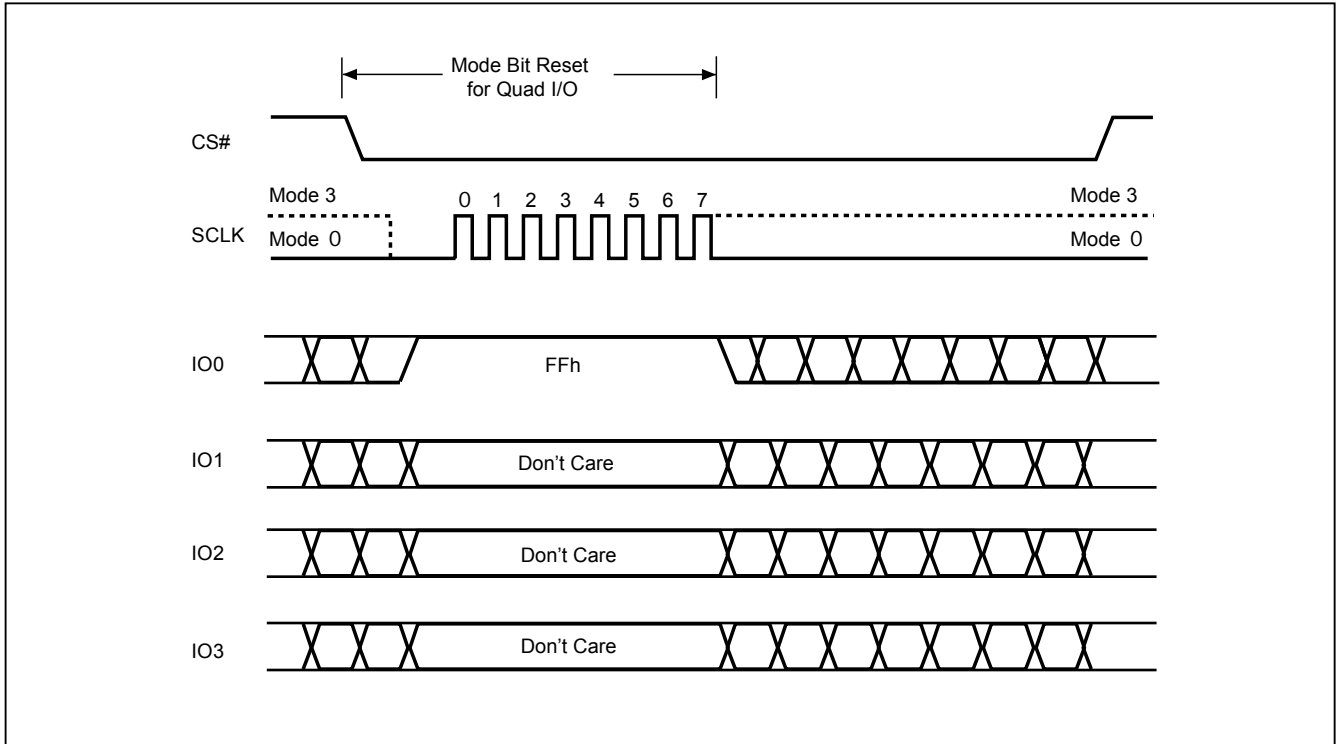 Mode Bit Reset
for Quad I/O
CS#
Mode 3
0 1 2 3 4 5 6 7
Mode 3
SCLK
Mode 0
Mode 0
IO0
FFh
IO1
Don't Care
IO2
Don't Care
IO3
Don't Care